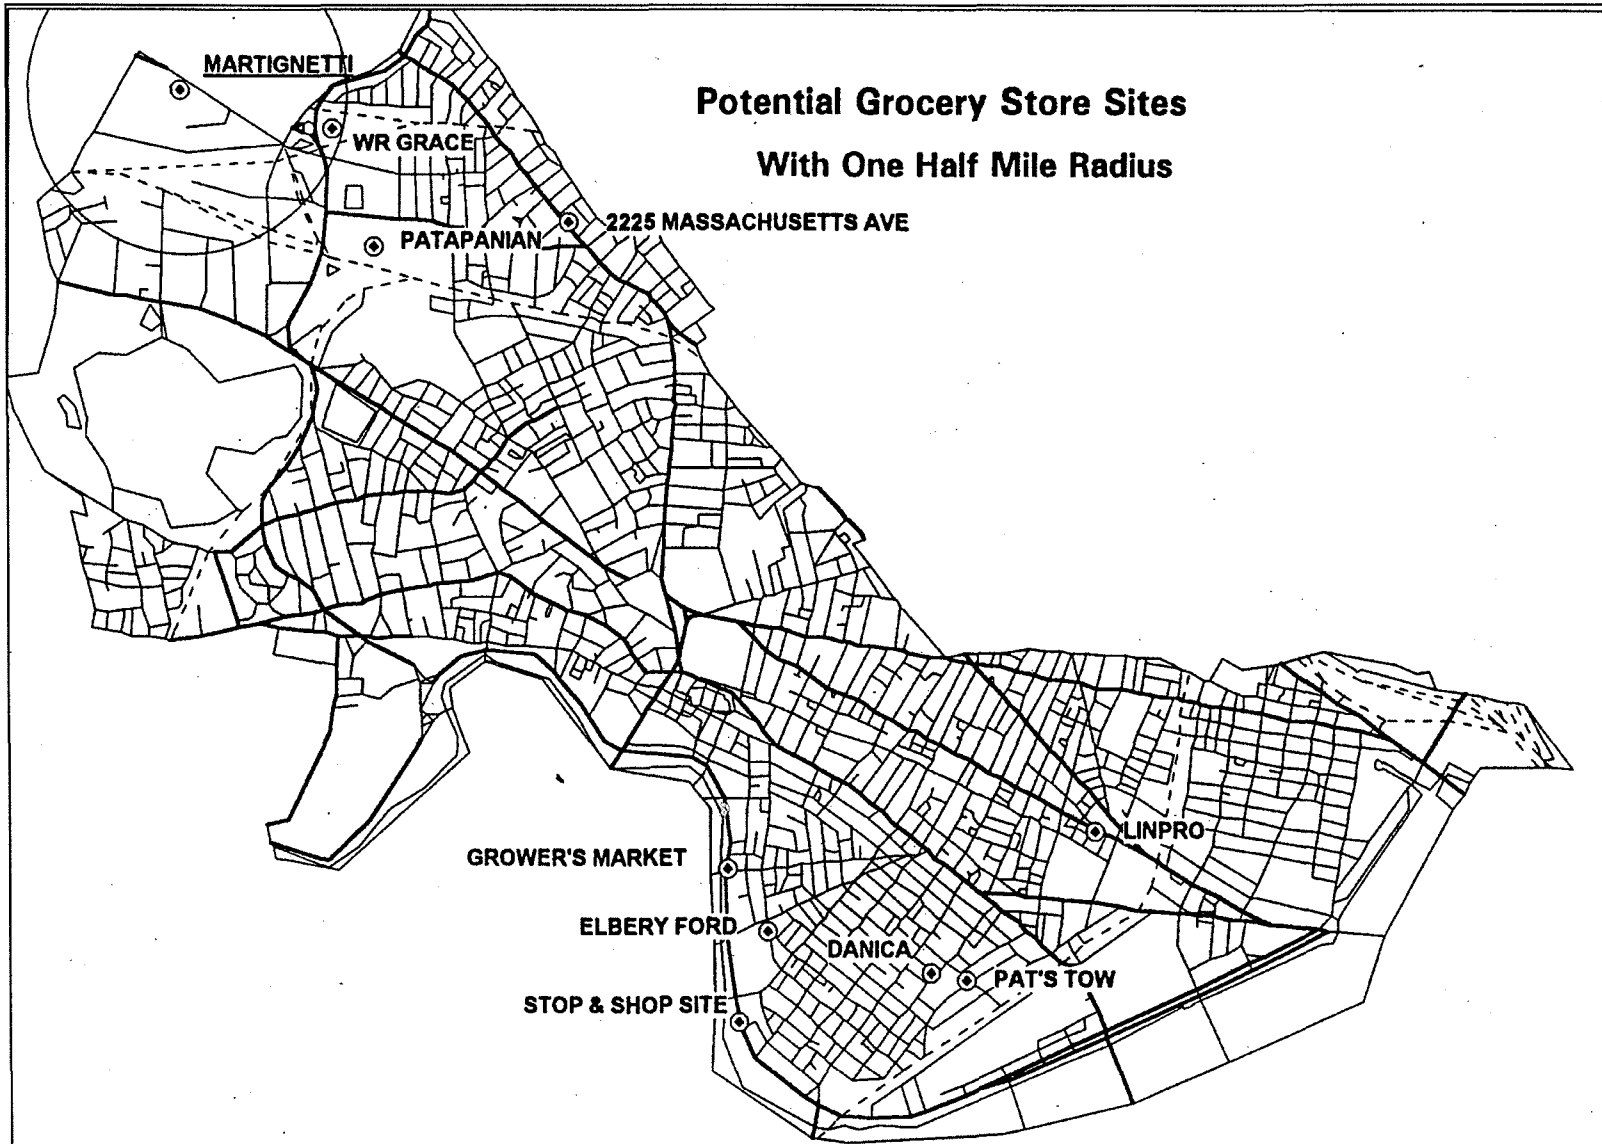 Potential Grocery Store Sites
With One Half Mile Radius
MARTIGNETTI
WR GRACE
2225 MASSACHUSETTS AVE
PATAPANIAN
LINPRO
GROWER'S MARKET
ELBERY FORD
DANICA
PAT'S TOW
STOP & SHOP SITE